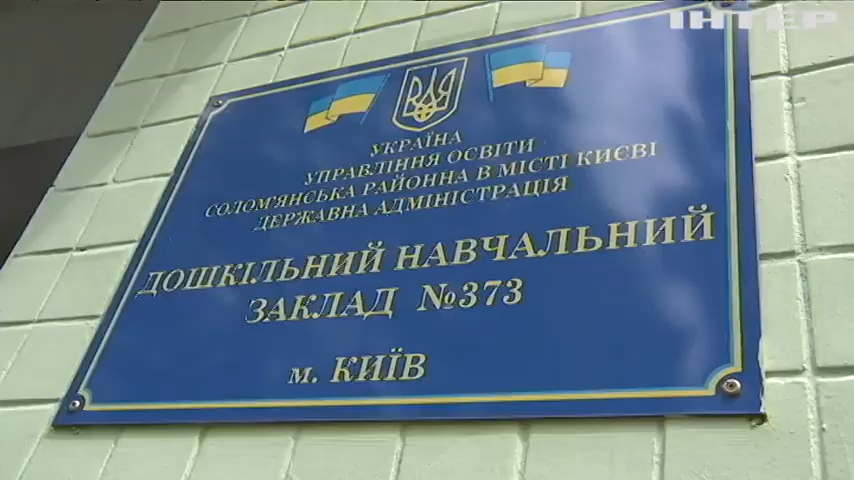 ІНТЕР
УКРАЇНА
УПРАВЛІННЯ ОСВІТИ
СОЛОМ'ЯНСЬКА РАЙОННА В МІСТІ КИЄВІ
ДЕРЖАВНА АДМІНІСТРАЦІЯ
ДОШКІЛЬНИЙ НАВЧАЛЬНИЙ
ЗАКЛАД №373
м. КИЇВ